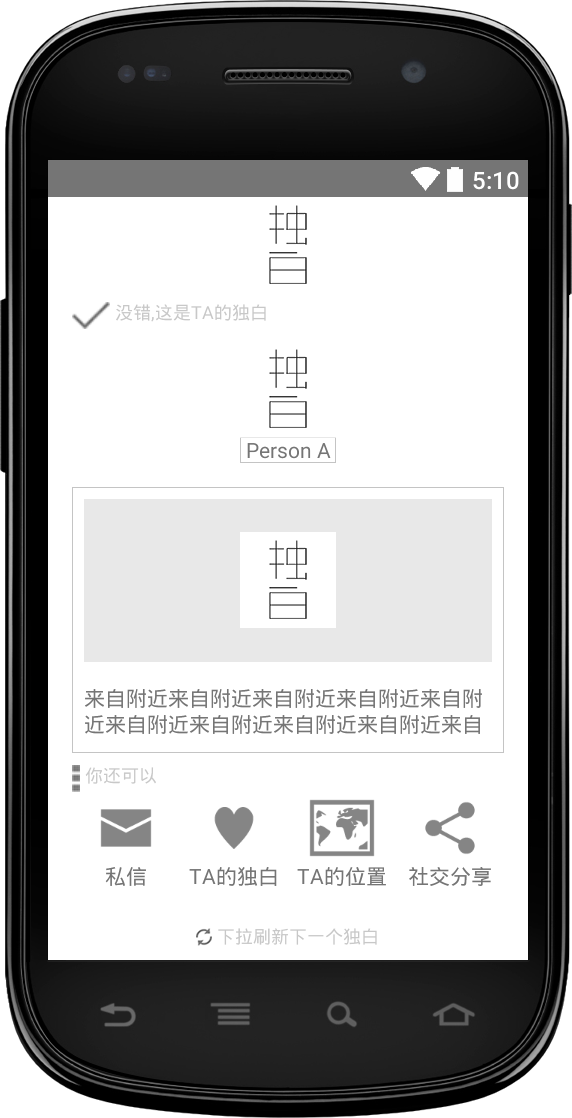 5:10
独
白
没错,这是TA的独白
独
白
Person A
独
白
来自附近来自附近来自附近来自附近来自附
近来自附近来自附近来自附近来自附近来自
你还可以
私信 TA的独白 TA的位置 社交分享
下拉刷新下一个独白